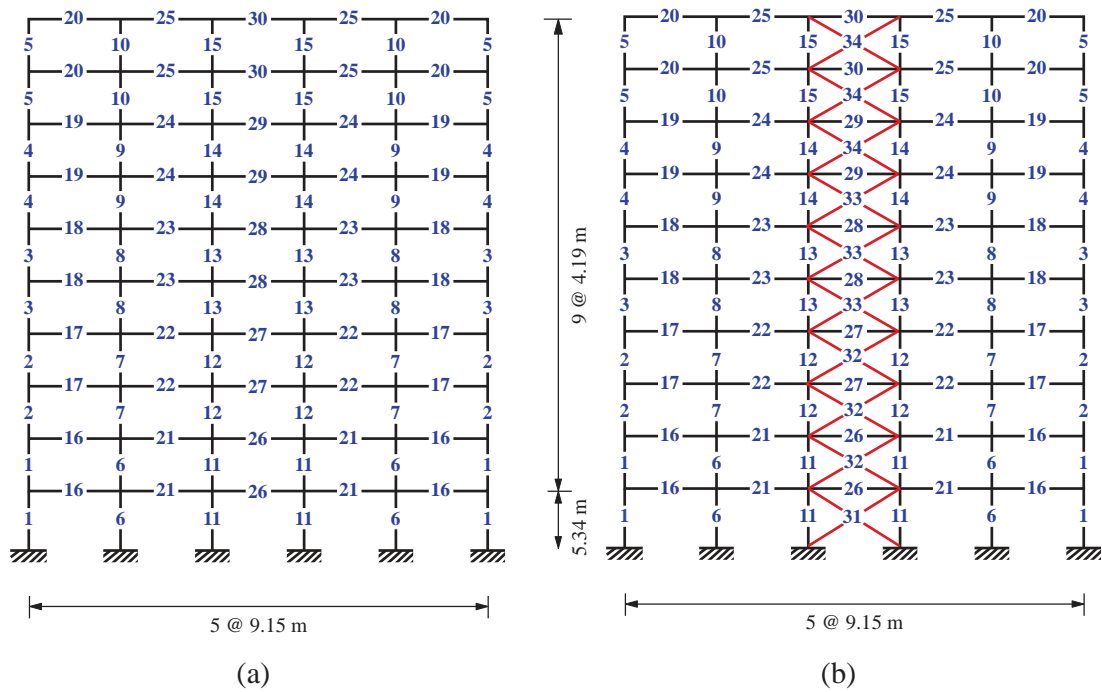 20 25 30 25 20
5 10 15 15 10 5
20 25 30 25 20
5 10 15 15 10 5
19 24 29 24 19
4 9 14 14 9 4
19 24 29 24 19
4 9 14 14 9 4
18 23 28 23 18
3 8 13 13 8 3
18 23 28 23 18
3 8 13 13 8 3
17 22 27 22 17
2 7 12 12 7 2
17 22 27 22 17
2 7 12 12 7 2
16 21 26 21 16
1 6 11 11 6 1
16 21 26 21 16
1 6 11 11 6 1
5 @ 9.15 m
(a)
9 @ 4.19 m
5.34 m
20 25 30 25 20
5 10 15 34 15 10 5
20 25 30 25 20
5 10 15 34 15 10 5
19 24 29 24 19
4 9 14 34 14 9 4
19 24 29 24 19
4 9 14 33 14 9 4
18 23 28 23 18
3 8 13 33 13 8 3
18 23 28 23 18
3 8 13 33 13 8 3
17 22 27 22 17
2 7 12 32 12 7 2
17 22 27 22 17
2 7 12 32 12 7 2
16 21 26 21 16
1 6 11 32 11 6 1
16 21 26 21 16
1 6 11 31 11 6 1
5 @ 9.15 m
(b)